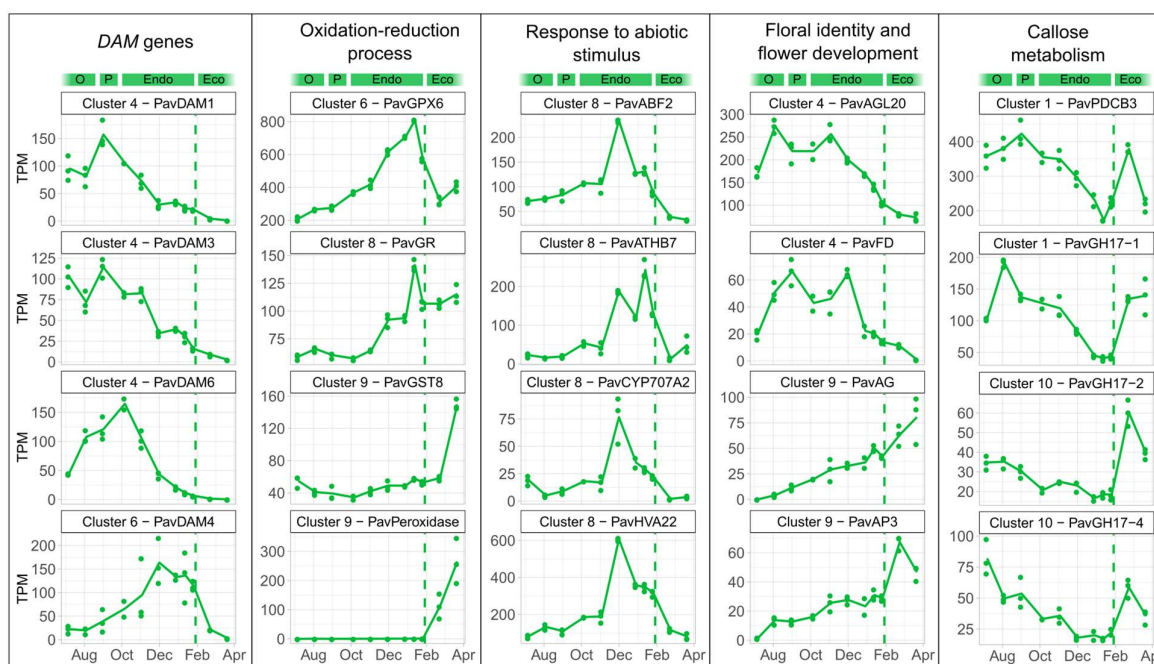 DAM genes
Oxidation-reduction
process
Response to abiotic
stimulus
Floral identity and
flower development
Callose
metabolism
O P Endo Eco
O P Endo Eco
O P Endo Eco
O P Endo Eco
O P Endo Eco
Cluster 4 − PavDAM1
Cluster 6 − PavGPX6
Cluster 8 − PavABF2
Cluster 4 − PavAGL20
Cluster 1 − PavPDCB3
TPM
150
100
50
0
800
600
400
200
200
150
100
50
300
250
200
150
100
400
300
200
Cluster 4 − PavDAM3
Cluster 8 − PavGR
Cluster 8 − PavATHB7
Cluster 4 − PavFD
Cluster 1 − PavGH17−1
TPM
125
100
75
50
25
0
150
125
100
75
200
100
0
60
40
20
0
200
150
100
50
Cluster 4 − PavDAM6
Cluster 9 − PavGST8
Cluster 8 − PavCYP707A2
Cluster 9 − PavAG
Cluster 10 − PavGH17−2
TPM
150
100
50
0
160
120
80
40
75
50
25
0
100
75
50
25
0
60
50
40
30
20
Cluster 6 − PavDAM4
Cluster 9 − PavPeroxidase
Cluster 8 − PavHVA22
Cluster 9 − PavAP3
Cluster 10 − PavGH17−4
TPM
200
150
100
50
0
300
200
100
0
600
400
200
60
40
20
0
100
75
50
25
Aug Oct Dec Feb Apr
Aug Oct Dec Feb Apr
Aug Oct Dec Feb Apr
Aug Oct Dec Feb Apr
Aug Oct Dec Feb Apr